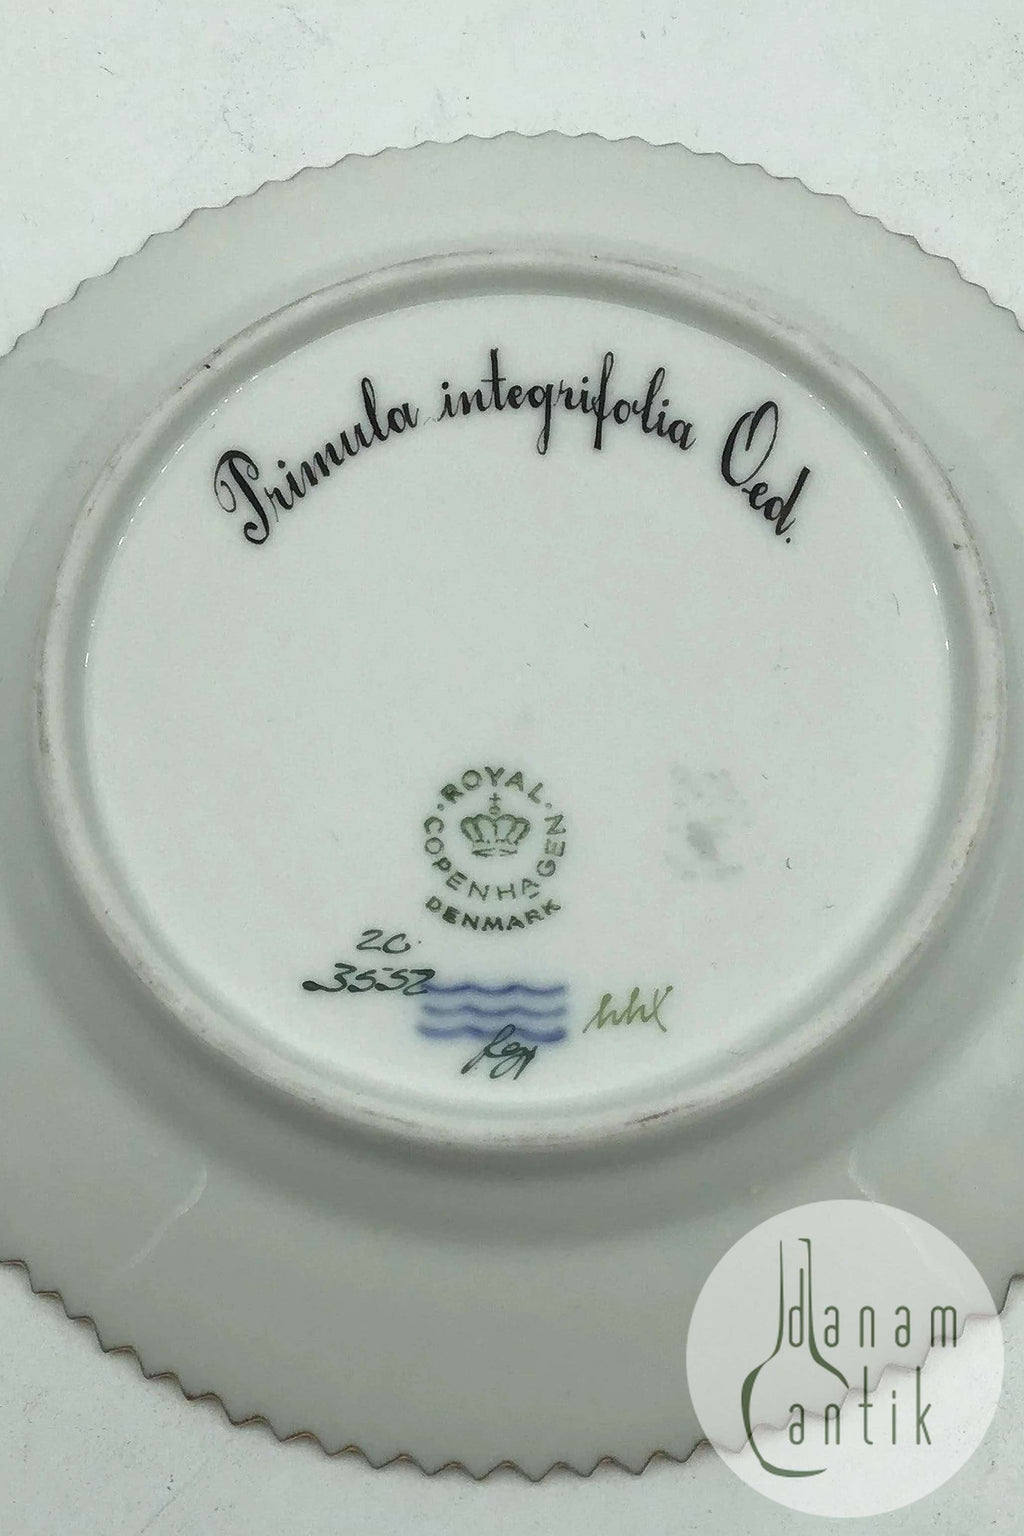 Primula integrifolia Oed.
ROYAL COPENHAGEN
DENMARK
20
3552
danam
antik